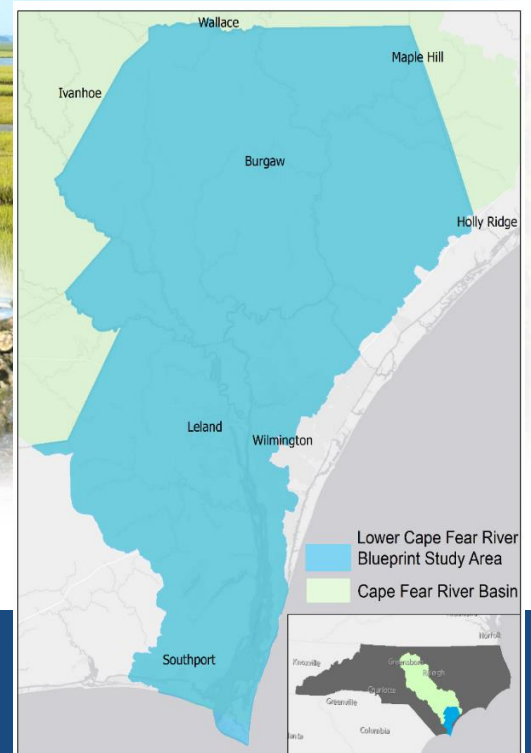 Wallace
Maple Hill
Ivanhoe
Burgaw
Holly Ridge
Leland
Wilmington
Lower Cape Fear River
Blueprint Study Area
Cape Fear River Basin
Southport
Norfolk
Knoxville
Greensboro
Raleigh
Charlotte
Greenville
Columbia
lanta